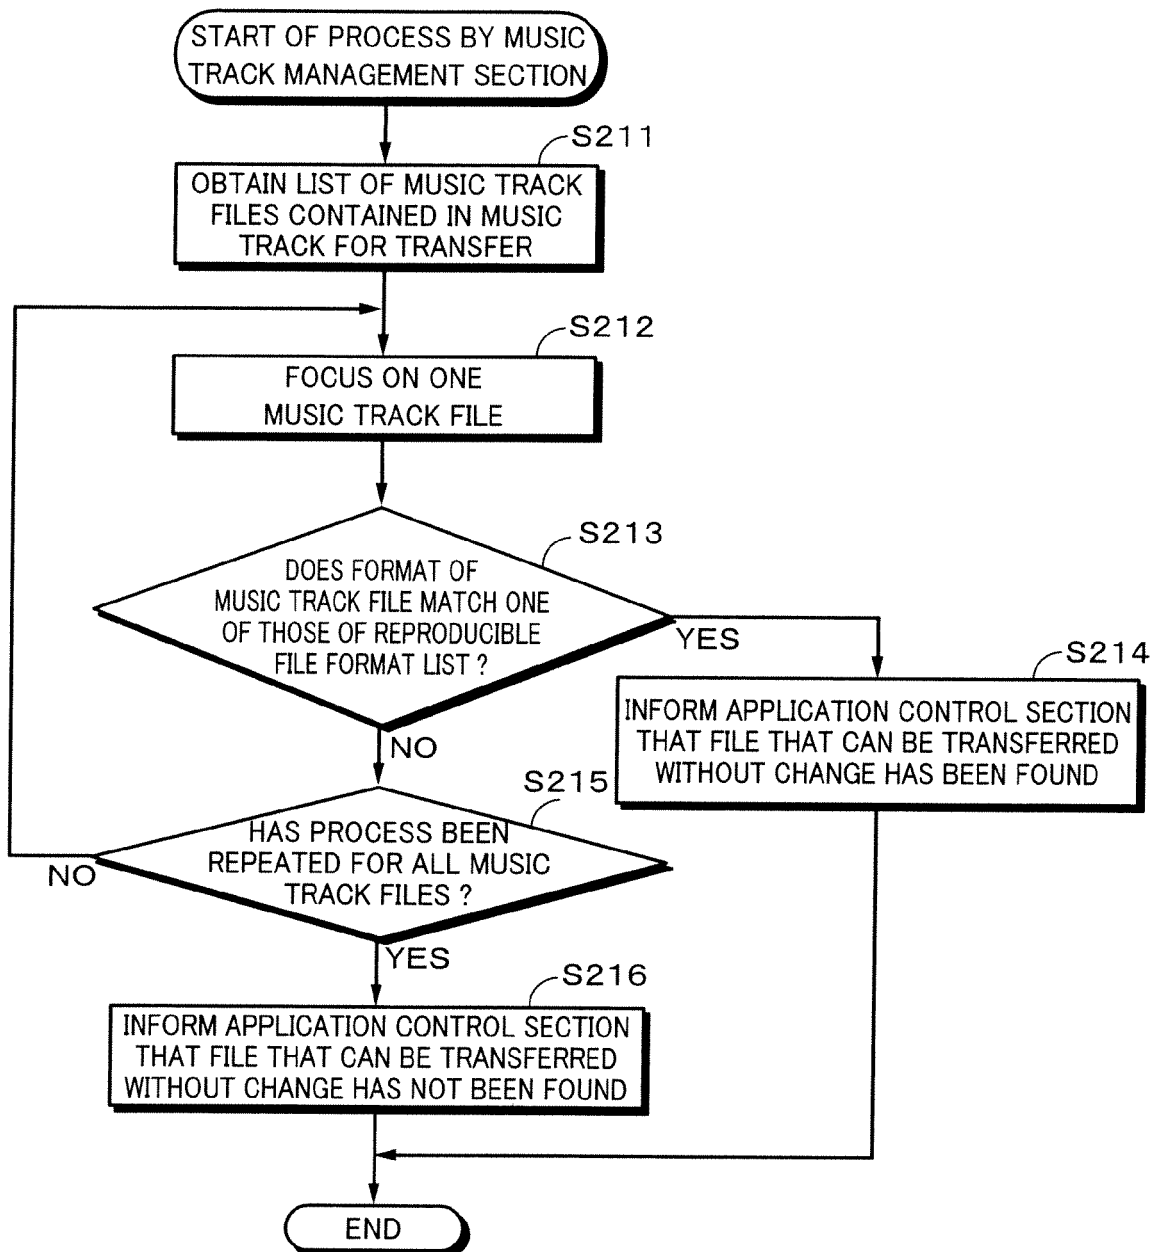 START OF PROCESS BY MUSIC
TRACK MANAGEMENT SECTION
S211
OBTAIN LIST OF MUSIC TRACK
FILES CONTAINED IN MUSIC
TRACK FOR TRANSFER
S212
FOCUS ON ONE
MUSIC TRACK FILE
S213
DOES FORMAT OF
MUSIC TRACK FILE MATCH ONE
OF THOSE OF REPRODUCIBLE
FILE FORMAT LIST ?
YES
S214
INFORM APPLICATION CONTROL SECTION
THAT FILE THAT CAN BE TRANSFERRED
WITHOUT CHANGE HAS BEEN FOUND
NO
S215
HAS PROCESS BEEN
REPEATED FOR ALL MUSIC
TRACK FILES ?
NO
YES
S216
INFORM APPLICATION CONTROL SECTION
THAT FILE THAT CAN BE TRANSFERRED
WITHOUT CHANGE HAS NOT BEEN FOUND
END